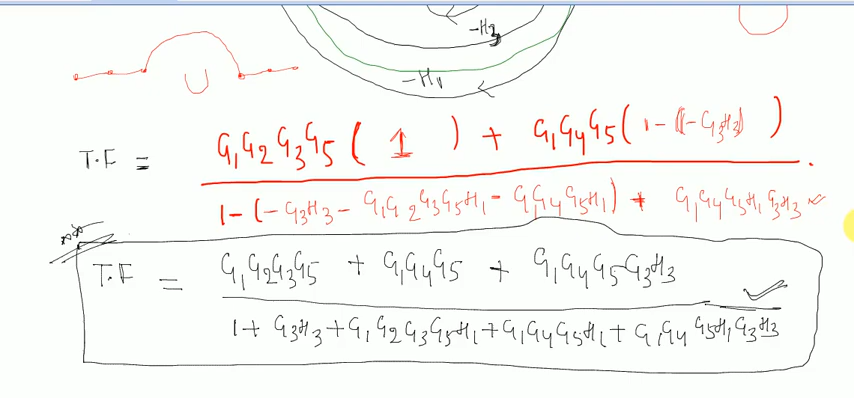 -H3
-H1
T.F = G1G2G3G5 ( 1 ) + G1G4G5 ( 1 - (-G3H3) )
1 - (-G3H3 - G1G2G3G5H1 - G1G4G5H1) + G1G4G5H1G3H3
T.F = G1G2G3G5 + G1G4G5 + G1G4G5G3H3
1 + G3H3 + G1G2G3G5H1 + G1G4G5H1 + G1G4G5H1G3H3